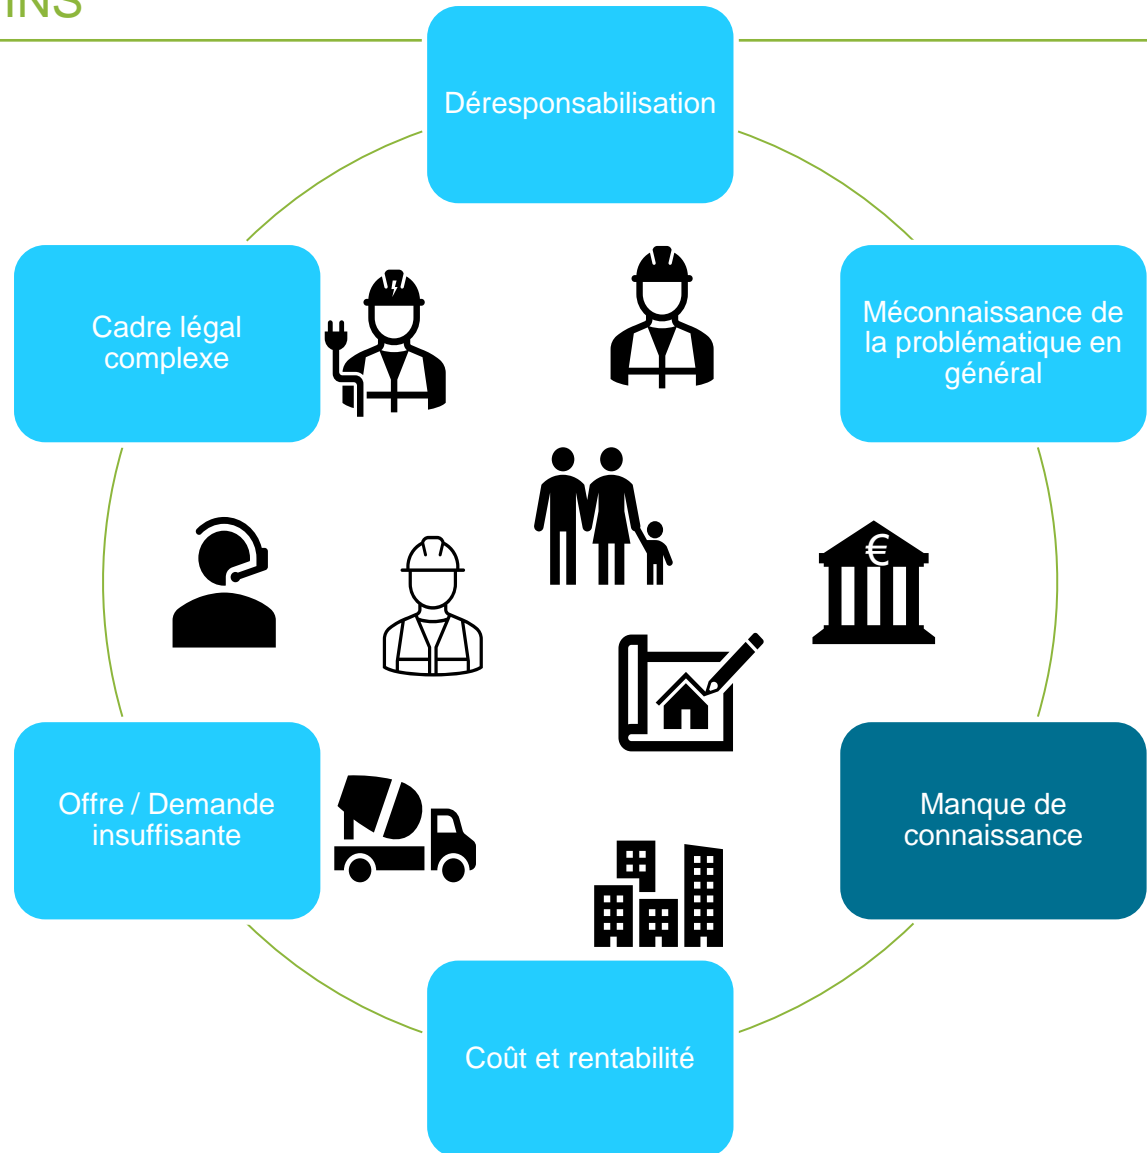 INS
Déresponsabilisation
Cadre légal
complexe
Méconnaissance de
la problématique en
général
€
Offre / Demande
insuffisante
Manque de
connaissance
Coût et rentabilité